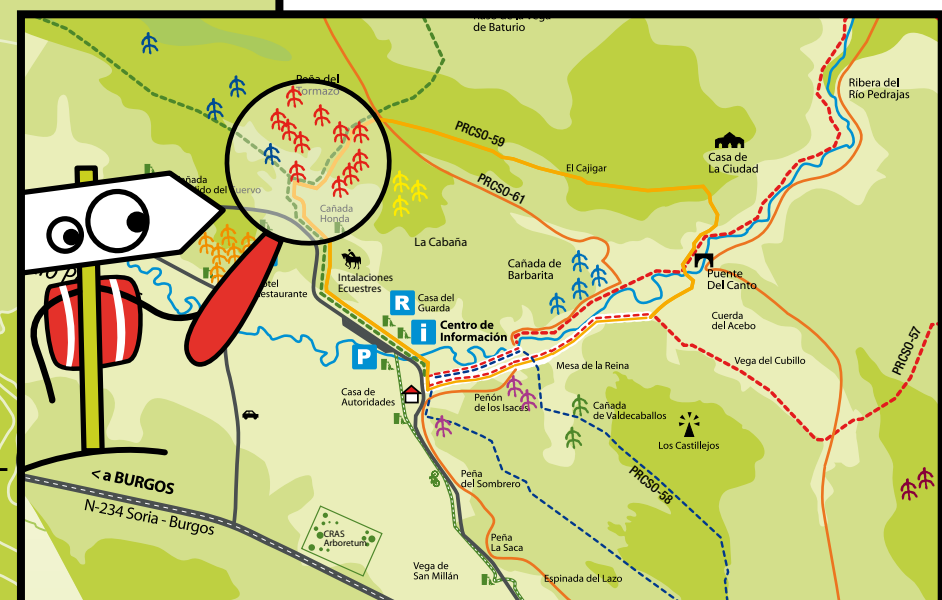 de Baturio
Peña del
Tormazo
Ribera del
Río Pedrajas
PRCSO-59
Casa de
La Ciudad
El Cajigar
PRCSO-61
Cañada
Honda
La Cabaña
Cañada de
Barbarita
Puente
Del Canto
Intalaciones
Ecuestres
R
Casa del
Guarda
i
Centro de
Información
P
Cuerda
del Acebo
Vega del Cubillo
PRCSO-57
Mesa de la Reina
Casa de
Autoridades
Peñón
de los Isaces
Cañada
de Valdecaballos
Los Castillejos
PRCSO-58
Peña
del Sombrero
< a BURGOS
N-234 Soria - Burgos
CRAS
Arboretum
Peña
La Saca
Vega de
San Millán
Espinada del Lazo